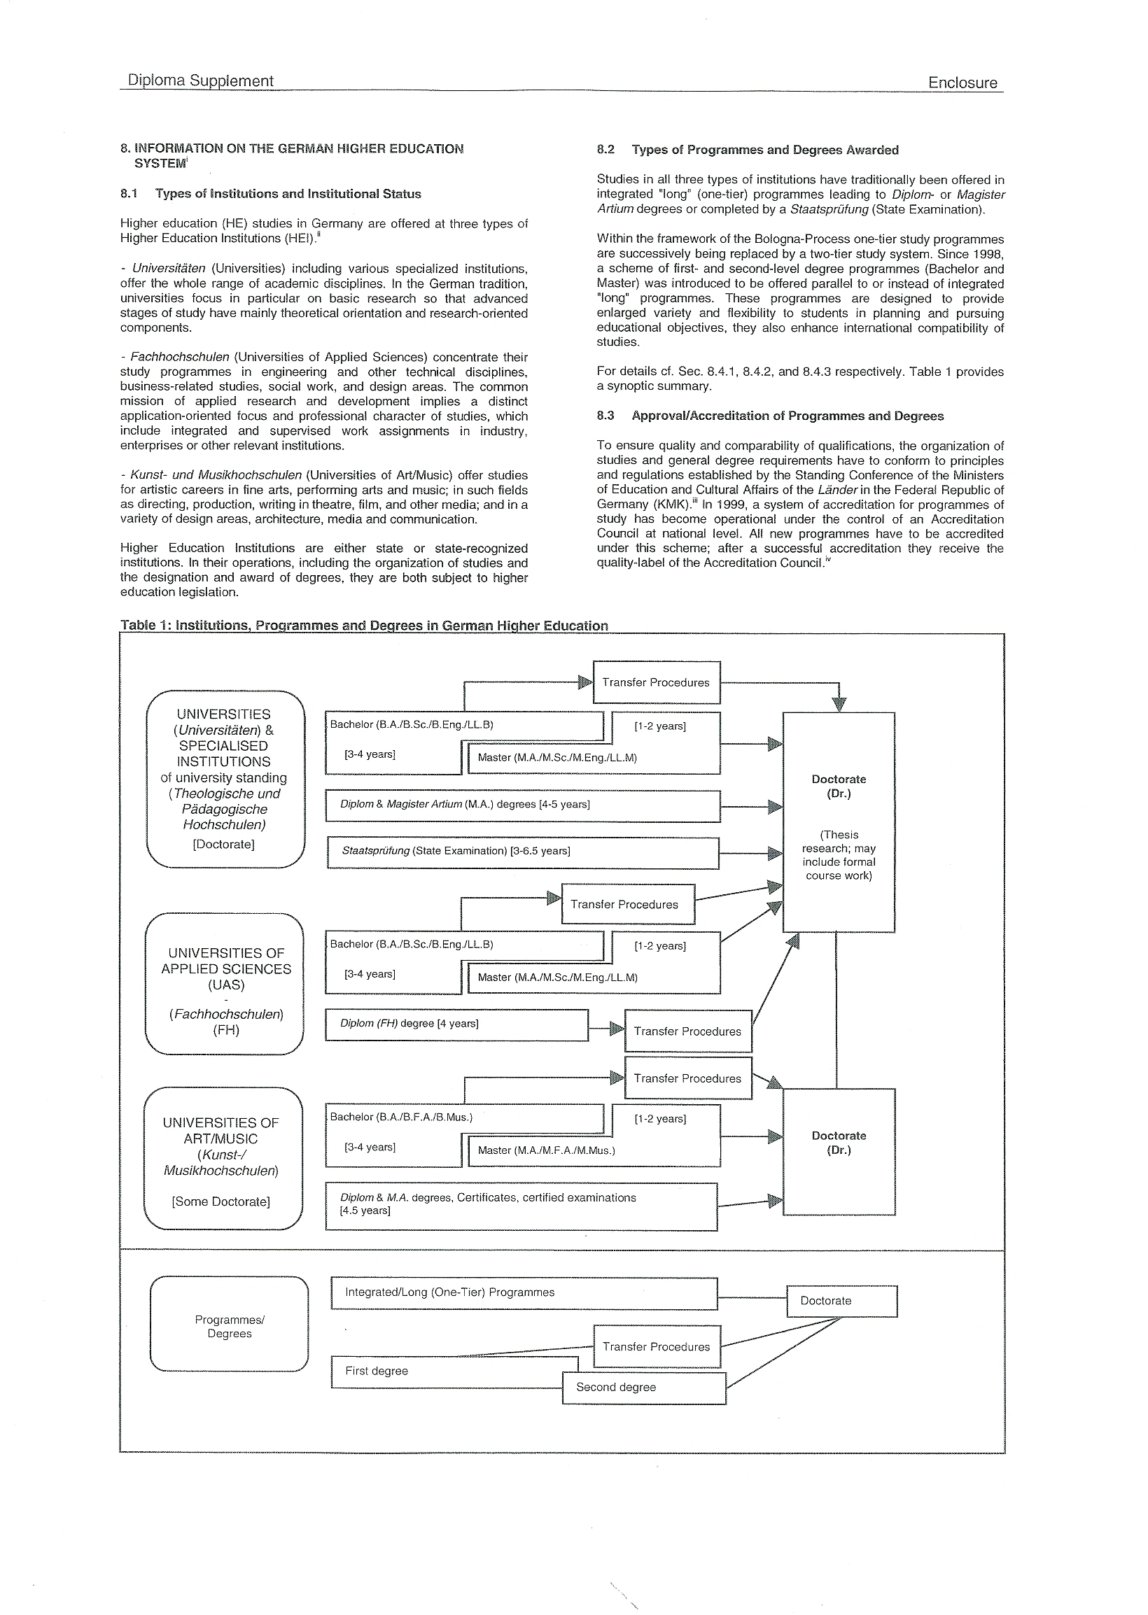 Diploma Supplement
Enclosure
8. INFORMATION ON THE GERMAN HIGHER EDUCATION
SYSTEMⁱ
8.1 Types of Institutions and Institutional Status
Higher education (HE) studies in Germany are offered at three types of
Higher Education Institutions (HEI).ⁱⁱ
- Universitäten (Universities) including various specialized institutions,
offer the whole range of academic disciplines. In the German tradition,
universities focus in particular on basic research so that advanced
stages of study have mainly theoretical orientation and research-oriented
components.
- Fachhochschulen (Universities of Applied Sciences) concentrate their
study programmes in engineering and other technical disciplines,
business-related studies, social work, and design areas. The common
mission of applied research and development implies a distinct
application-oriented focus and professional character of studies, which
include integrated and supervised work assignments in industry,
enterprises or other relevant institutions.
- Kunst- und Musikhochschulen (Universities of Art/Music) offer studies
for artistic careers in fine arts, performing arts and music; in such fields
as directing, production, writing in theatre, film, and other media; and in a
variety of design areas, architecture, media and communication.
Higher Education Institutions are either state or state-recognized
institutions. In their operations, including the organization of studies and
the designation and award of degrees, they are both subject to higher
education legislation.
8.2 Types of Programmes and Degrees Awarded
Studies in all three types of institutions have traditionally been offered in
integrated "long" (one-tier) programmes leading to Diplom- or Magister
Artium degrees or completed by a Staatsprüfung (State Examination).
Within the framework of the Bologna-Process one-tier study programmes
are successively being replaced by a two-tier study system. Since 1998,
a scheme of first- and second-level degree programmes (Bachelor and
Master) was introduced to be offered parallel to or instead of integrated
"long" programmes. These programmes are designed to provide
enlarged variety and flexibility to students in planning and pursuing
educational objectives, they also enhance international compatibility of
studies.
For details cf. Sec. 8.4.1, 8.4.2, and 8.4.3 respectively. Table 1 provides
a synoptic summary.
8.3 Approval/Accreditation of Programmes and Degrees
To ensure quality and comparability of qualifications, the organization of
studies and general degree requirements have to conform to principles
and regulations established by the Standing Conference of the Ministers
of Education and Cultural Affairs of the Länder in the Federal Republic of
Germany (KMK).ⁱⁱⁱ In 1999, a system of accreditation for programmes of
study has become operational under the control of an Accreditation
Council at national level. All new programmes have to be accredited
under this scheme; after a successful accreditation they receive the
quality-label of the Accreditation Council.ⁱᵛ
Table 1: Institutions, Programmes and Degrees in German Higher Education
UNIVERSITIES
(Universitäten) &
SPECIALISED
INSTITUTIONS
of university standing
(Theologische und
Pädagogische
Hochschulen)
[Doctorate]
Transfer Procedures
Bachelor (B.A./B.Sc./B.Eng./LL.B)
[3-4 years]
[1-2 years]
Master (M.A./M.Sc./M.Eng./LL.M)
Diplom & Magister Artium (M.A.) degrees [4-5 years]
Staatsprüfung (State Examination) [3-6.5 years]
Doctorate
(Dr.)
(Thesis
research; may
include formal
course work)
UNIVERSITIES OF
APPLIED SCIENCES
(UAS)
-
(Fachhochschulen)
(FH)
Transfer Procedures
Bachelor (B.A./B.Sc./B.Eng./LL.B)
[3-4 years]
[1-2 years]
Master (M.A./M.Sc./M.Eng./LL.M)
Diplom (FH) degree [4 years]
Transfer Procedures
UNIVERSITIES OF
ART/MUSIC
(Kunst-/
Musikhochschulen)
[Some Doctorate]
Transfer Procedures
Bachelor (B.A./B.F.A./B.Mus.)
[3-4 years]
[1-2 years]
Master (M.A./M.F.A./M.Mus.)
Diplom & M.A. degrees, Certificates, certified examinations
[4.5 years]
Doctorate
(Dr.)
Programmes/
Degrees
Integrated/Long (One-Tier) Programmes
Doctorate
Transfer Procedures
First degree
Second degree